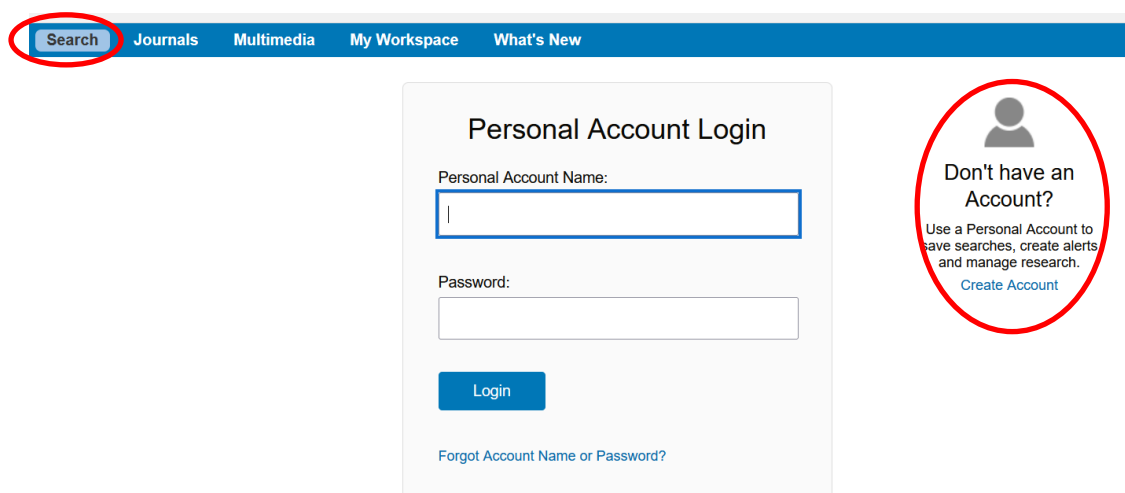 Search Journals Multimedia My Workspace What's New
Personal Account Login
Personal Account Name:
Password:
Login
Forgot Account Name or Password?
Don't have an
Account?
Use a Personal Account to
save searches, create alerts
and manage research.
Create Account